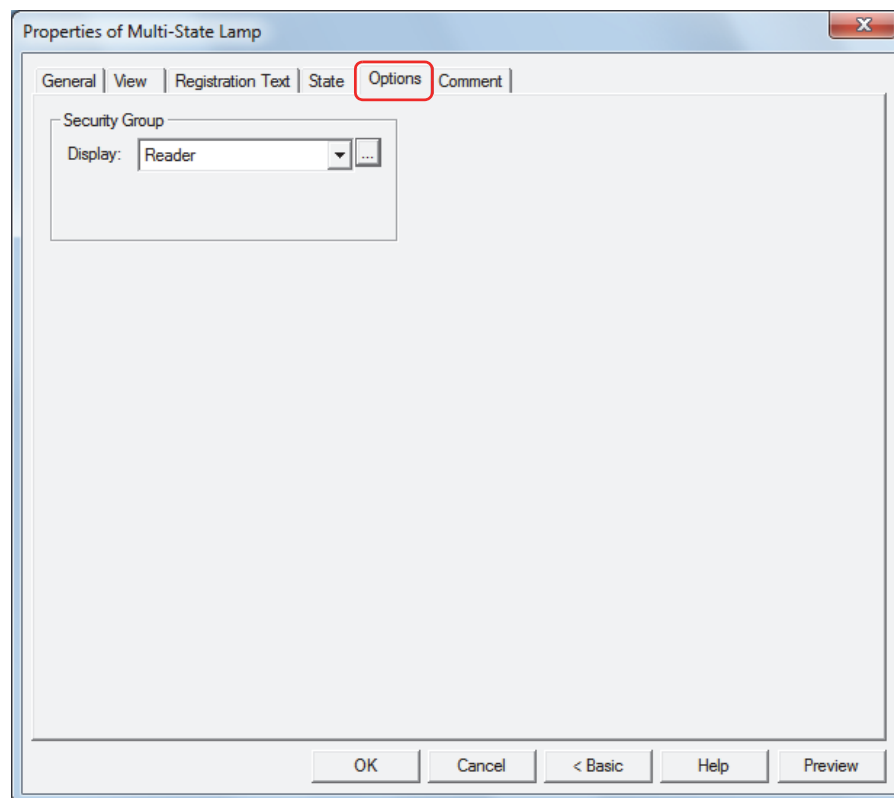 Properties of Multi-State Lamp
General View Registration Text State Options Comment
Security Group
Display: Reader ...
OK Cancel < Basic Help Preview